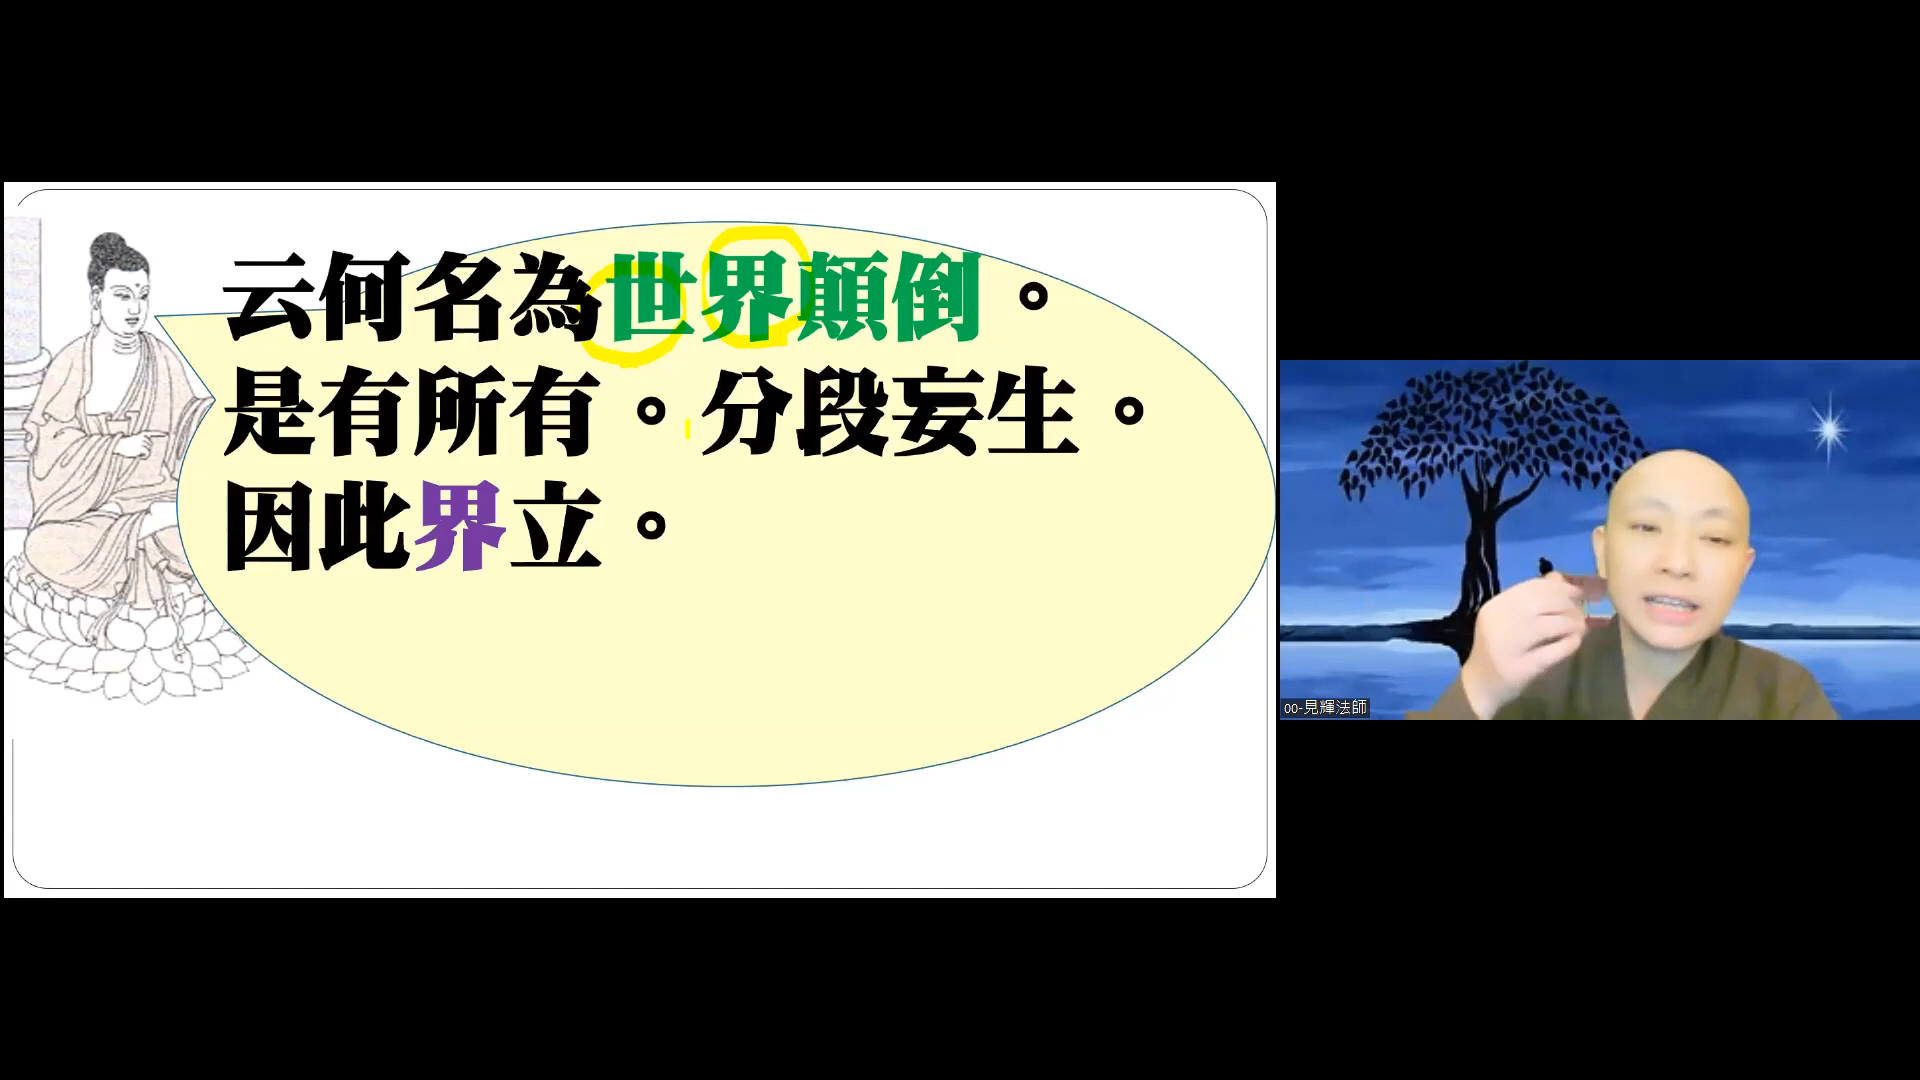 云何名為世界顛倒。
是有所有。分段妄生。
因此界立。
oo-見輝法師